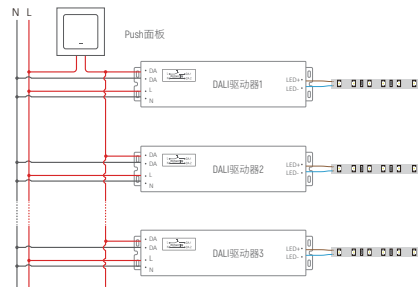 N L
Push面板
DA
DA
L
N
DALI驱动器1
LED+
LED-
DA
DA
L
N
DALI驱动器2
LED+
LED-
DA
DA
L
N
DALI驱动器3
LED+
LED-